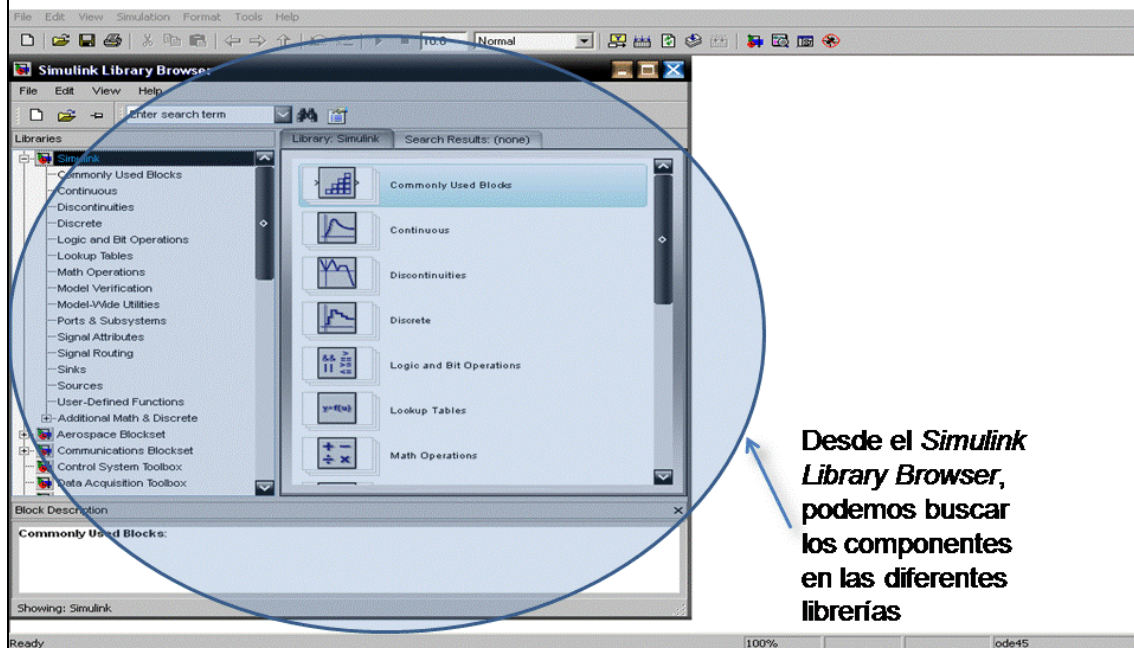 File Edit View Simulation Format Tools Help
10.0 Normal
Simulink Library Browser
File Edit View Help
Enter search term
Libraries
Library: Simulink Search Results: (none)
Simulink
Commonly Used Blocks
Continuous
Discontinuities
Discrete
Logic and Bit Operations
Lookup Tables
Math Operations
Model Verification
Model-Wide Utilities
Ports & Subsystems
Signal Attributes
Signal Routing
Sinks
Sources
User-Defined Functions
Additional Math & Discrete
Aerospace Blockset
Communications Blockset
Control System Toolbox
Data Acquisition Toolbox
Commonly Used Blocks
Continuous
Discontinuities
Discrete
&& > == || >= <=
Logic and Bit Operations
y=f(u)
Lookup Tables
+ − ÷ ×
Math Operations
Block Description
Commonly Used Blocks:
Showing: Simulink
Desde el Simulink
Library Browser,
podemos buscar
los componentes
en las diferentes
librerías
Ready 100% ode45